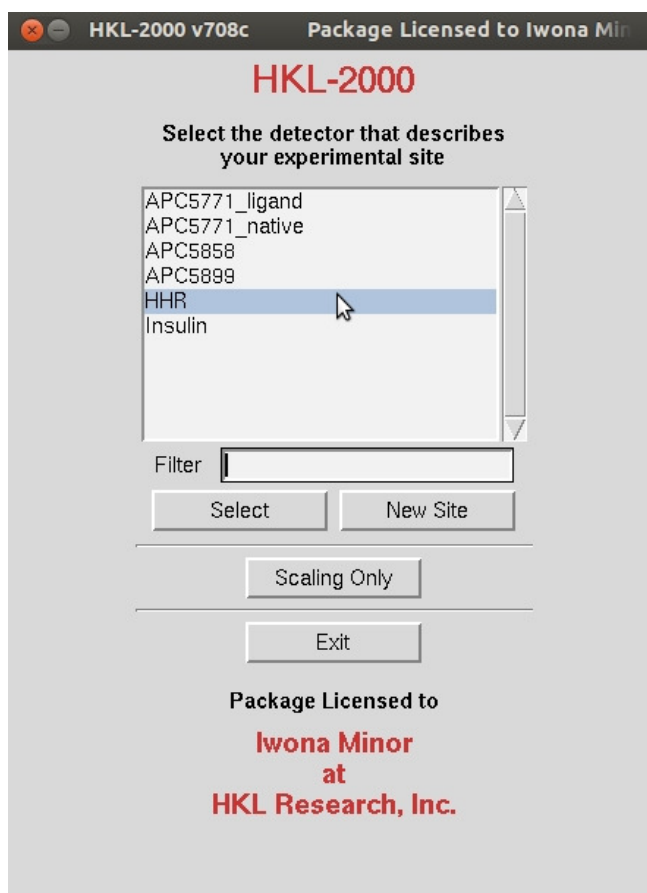 HKL-2000 v708c Package Licensed to Iwona Min
HKL-2000
Select the detector that describes
your experimental site
APC5771_ligand
APC5771_native
APC5858
APC5899
HHR
Insulin
Filter
Select New Site
Scaling Only
Exit
Package Licensed to
Iwona Minor
at
HKL Research, Inc.